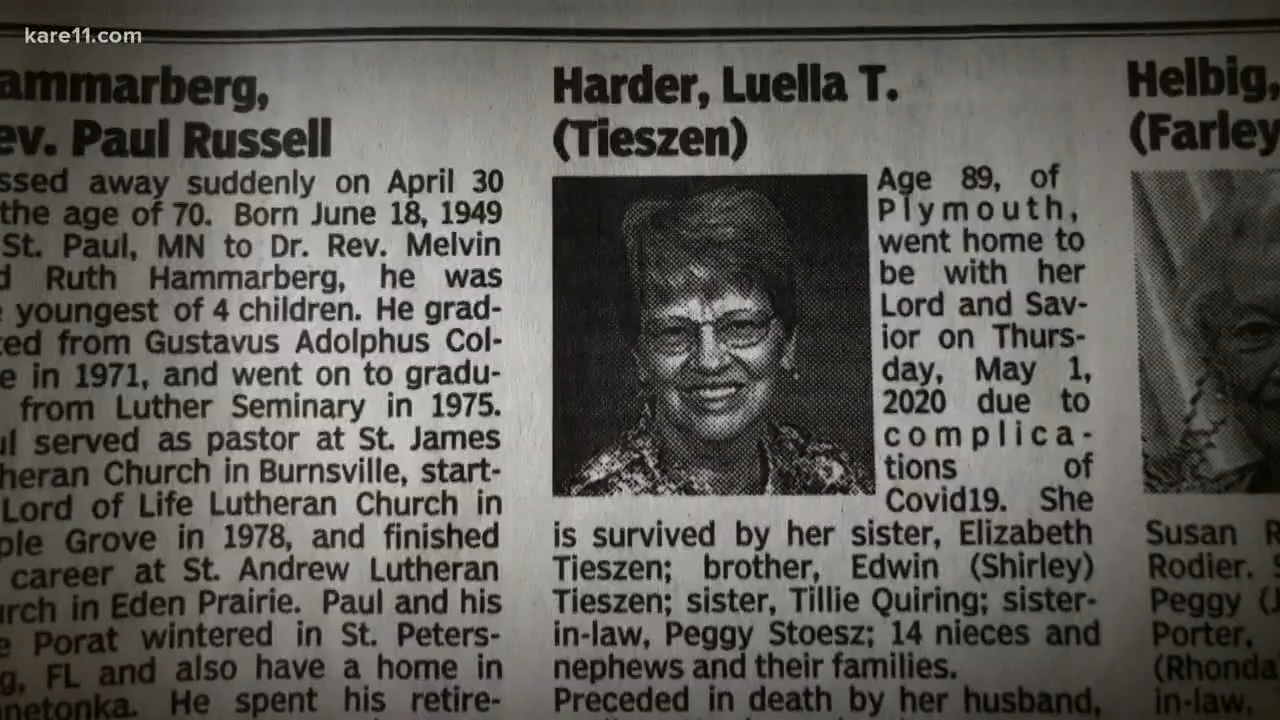 kare11.com
ammarberg,
ev. Paul Russell
ssed away suddenly on April 30
the age of 70. Born June 18, 1949
St. Paul, MN to Dr. Rev. Melvin
d Ruth Hammarberg, he was
e youngest of 4 children. He grad-
ted from Gustavus Adolphus Col-
e in 1971, and went on to gradu-
from Luther Seminary in 1975.
ul served as pastor at St. James
theran Church in Burnsville, start-
Lord of Life Lutheran Church in
ple Grove in 1978, and finished
career at St. Andrew Lutheran
urch in Eden Prairie. Paul and his
e Porat wintered in St. Peters-
g, FL and also have a home in
nnetonka. He spent his retire-
Harder, Luella T.
(Tieszen)
Age 89, of
Plymouth,
went home to
be with her
Lord and Sav-
ior on Thurs-
day, May 1,
2020 due to
complica-
tions of
Covid19. She
is survived by her sister, Elizabeth
Tieszen; brother, Edwin (Shirley)
Tieszen; sister, Tillie Quiring; sister-
in-law, Peggy Stoesz; 14 nieces and
nephews and their families.
Preceded in death by her husband,
Helbig,
(Farley
Susan R
Rodier.
Peggy (
Porter,
(Rhonda
in-law,